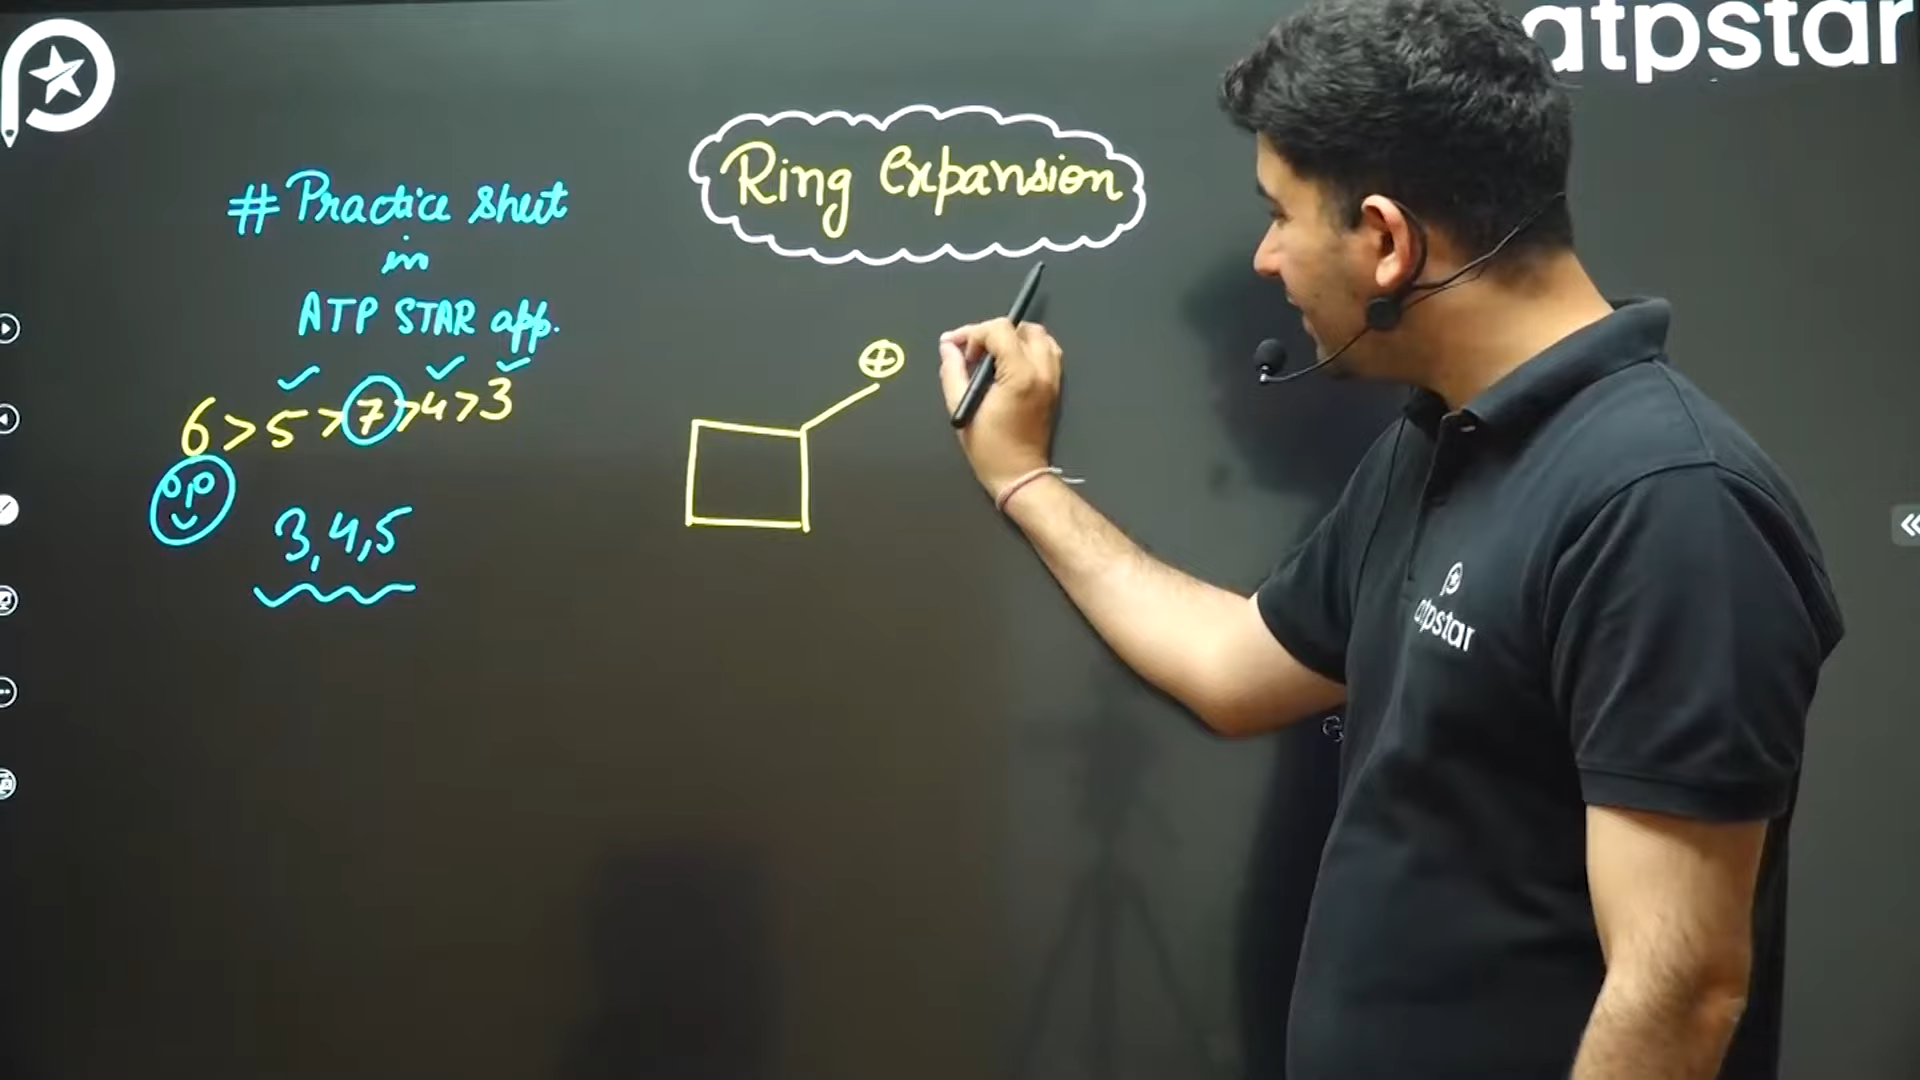 atpstar
Ring Expansion
# Practice sheet
in
ATP STAR app.
6 > 5 > 7 > 4 > 3
3, 4, 5
⊕
atpstar